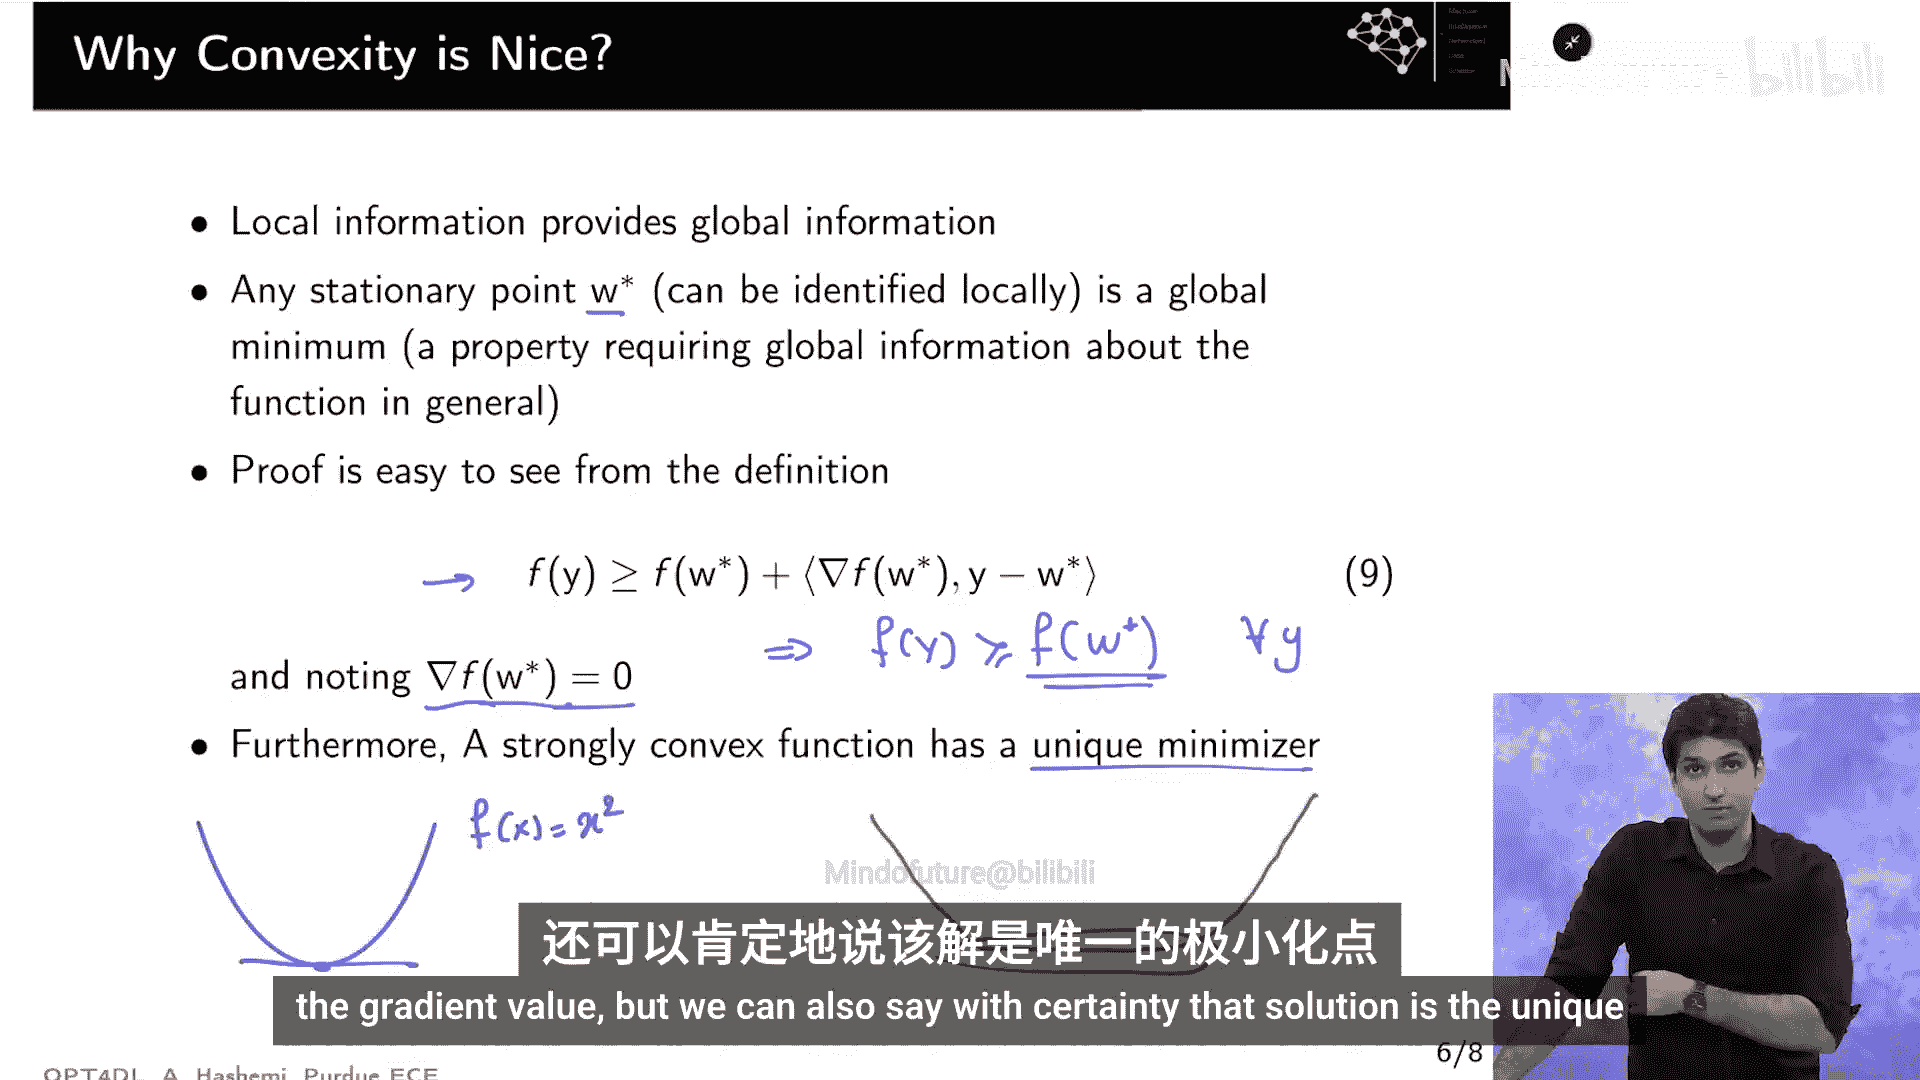 Why Convexity is Nice?
bilibili
• Local information provides global information
• Any stationary point w* (can be identified locally) is a global
minimum (a property requiring global information about the
function in general)
• Proof is easy to see from the definition
→ f(y) ≥ f(w*) + ⟨∇f(w*), y − w*⟩ (9)
⇒ f(y) ≥ f(w*) ∀y
and noting ∇f(w*) = 0
• Furthermore, A strongly convex function has a unique minimizer
f(x) = x²
Mindofuture@bilibili
还可以肯定地说该解是唯一的极小化点
the gradient value, but we can also say with certainty that solution is the unique
6/8
OPT4DL, A. Hashemi, Purdue ECE